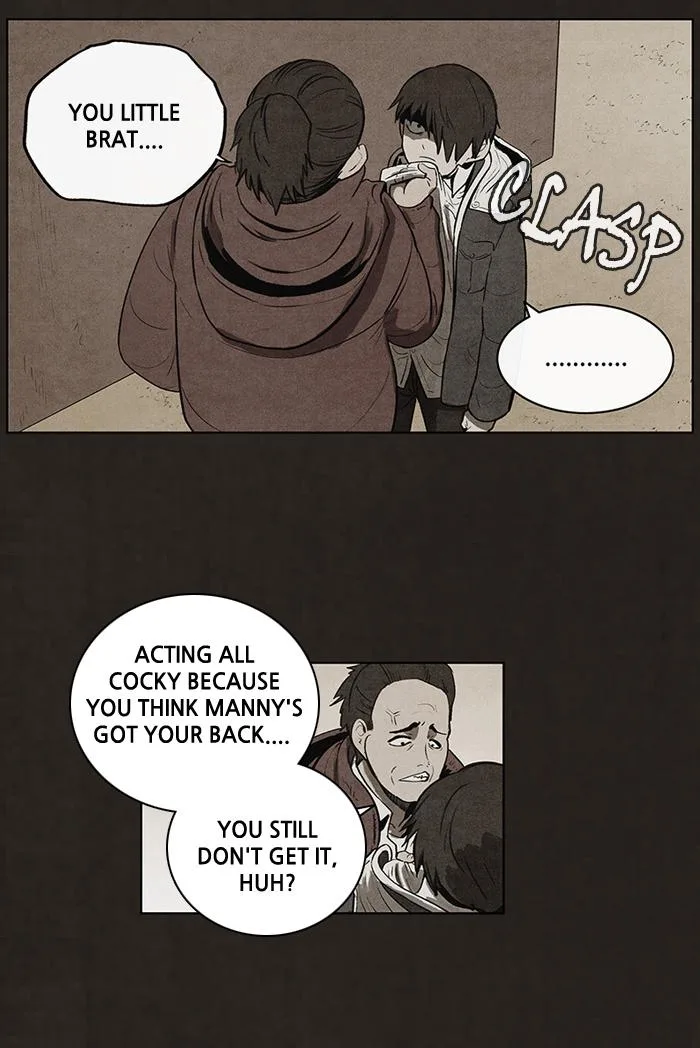 YOU LITTLE
BRAT....
CLASP
............
ACTING ALL
COCKY BECAUSE
YOU THINK MANNY'S
GOT YOUR BACK....
YOU STILL
DON'T GET IT,
HUH?